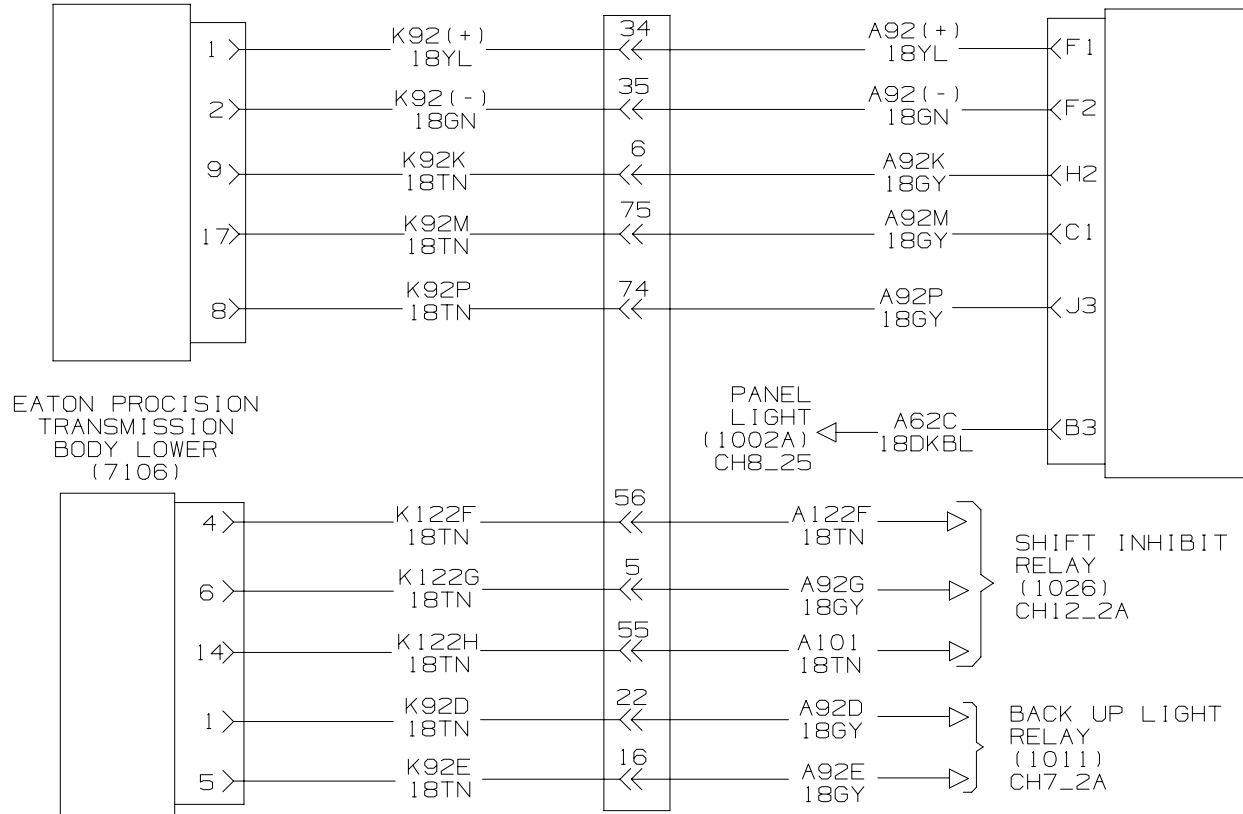 1 K92(+) 34 A92(+) F1
18YL 18YL
2 K92(-) 35 A92(-) F2
18GN 18GN
9 K92K 6 A92K H2
18TN 18GY
17 K92M 75 A92M C1
18TN 18GY
8 K92P 74 A92P J3
18TN 18GY
EATON PROCISION
TRANSMISSION
BODY LOWER
(7106)
PANEL
LIGHT
(1002A)
CH8_25
A62C B3
18DKBL
4 K122F 56 A122F
18TN 18TN
6 K122G 5 A92G
18TN 18GY
14 K122H 55 A101
18TN 18TN
SHIFT INHIBIT
RELAY
(1026)
CH12_2A
1 K92D 22 A92D
18TN 18GY
5 K92E 16 A92E
18TN 18GY
BACK UP LIGHT
RELAY
(1011)
CH7_2A